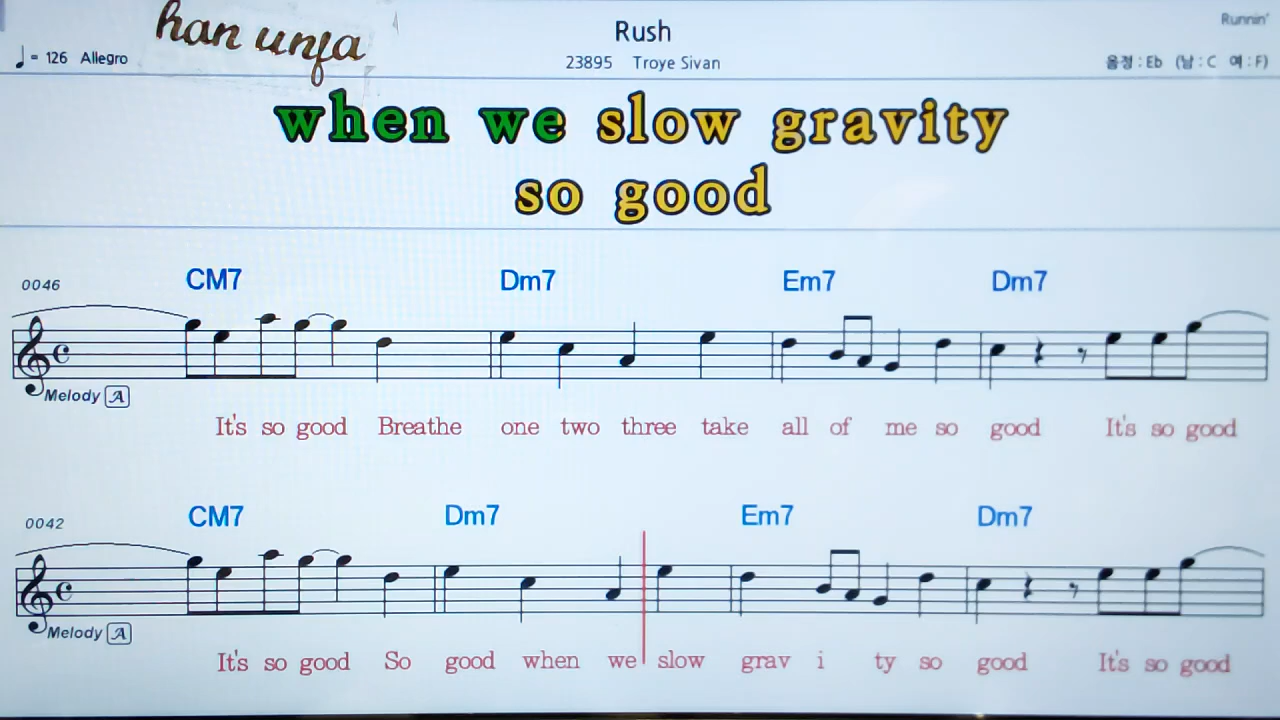 han unja
Rush
Runnin'
♩ = 126 Allegro
23895 Troye Sivan
음정 : Eb (남 : C 여 : F)
when we slow gravity
so good
0046
CM7 Dm7 Em7 Dm7
Melody A
It's so good Breathe one two three take all of me so good It's so good
0042
CM7 Dm7 Em7 Dm7
Melody A
It's so good So good when we slow grav i ty so good It's so good